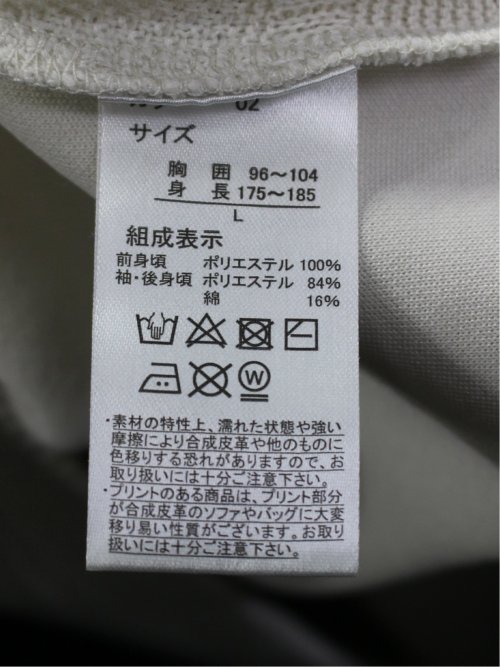 カラー 02
サイズ
胸 囲 96～104
身 長 175～185
L
組成表示
前身頃 ポリエステル 100%
袖・後身頃 ポリエステル 84%
綿 16%
W
・素材の特性上、濡れた状態や強い
摩擦により合成皮革や他のものに
色移りする恐れがありますので、お
取り扱いには十分ご注意下さい。
・プリントのある商品は、プリント部分
が合成皮革のソファやバッグに大変
移り易い性質がございます。お取り
扱いには十分ご注意下さい。